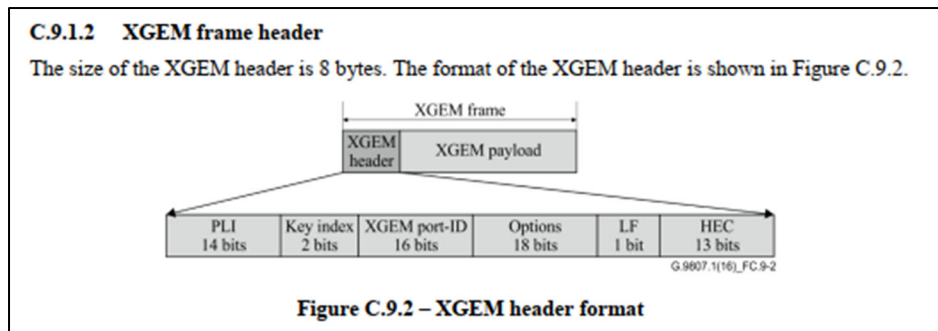 C.9.1.2 XGEM frame header
The size of the XGEM header is 8 bytes. The format of the XGEM header is shown in Figure C.9.2.
XGEM frame
XGEM
header
XGEM payload
PLI
14 bits
Key index
2 bits
XGEM port-ID
16 bits
Options
18 bits
LF
1 bit
HEC
13 bits
G.9807.1(16)_FC.9-2
Figure C.9.2 – XGEM header format